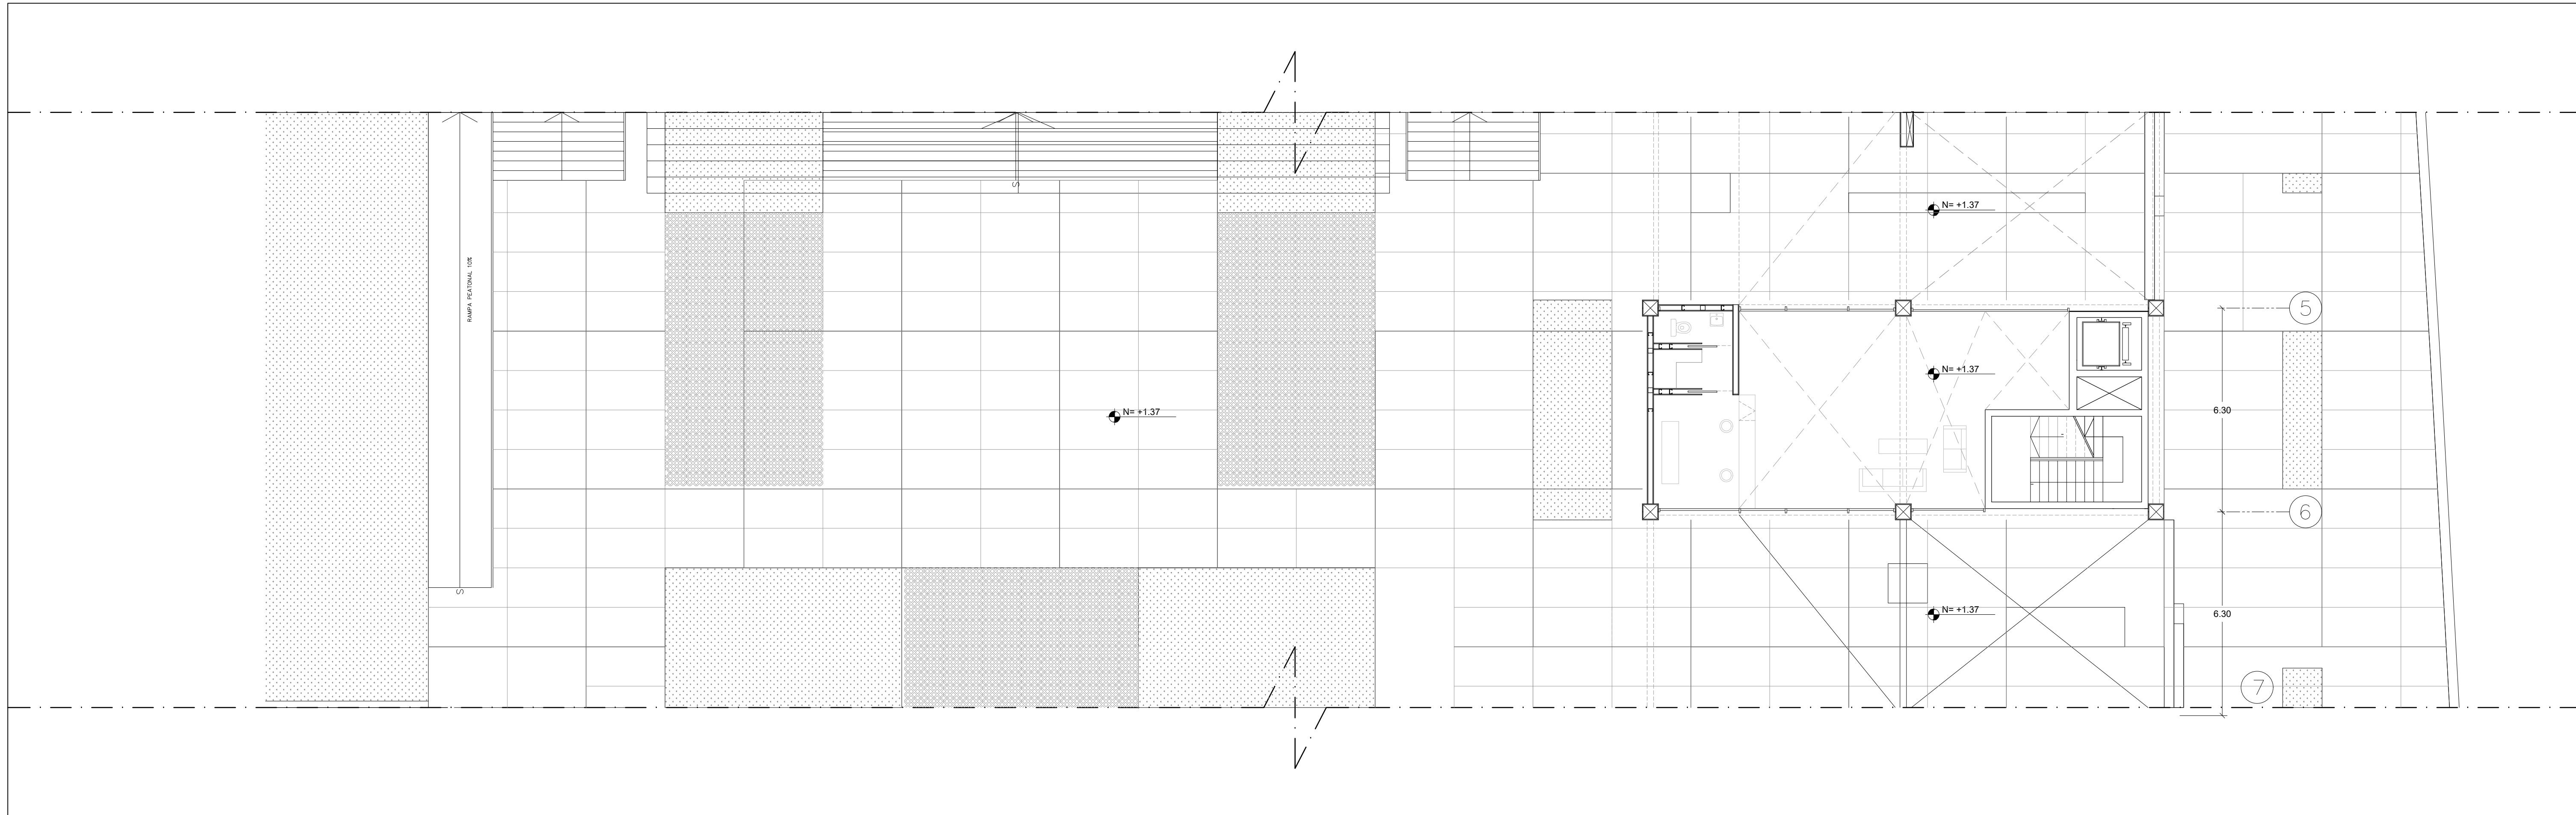 S
N= +1.37
RAMPA PEATONAL 10%
5
N= +1.37
6.30
N= +1.37
6
S
N= +1.37
6.30
7